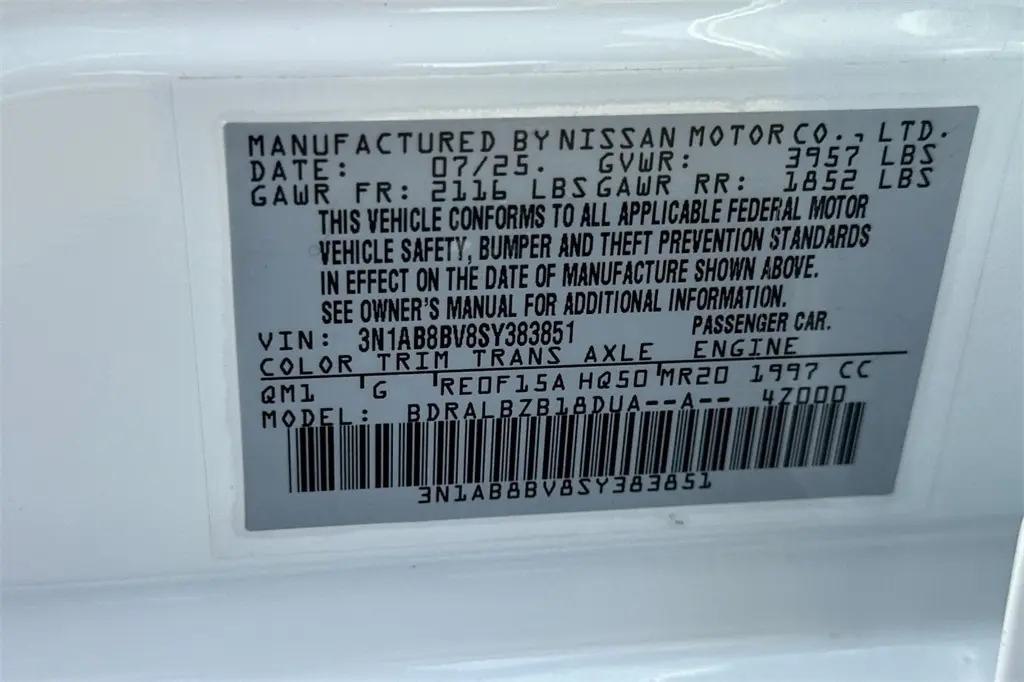 MANUFACTURED BY NISSAN MOTOR CO., LTD.
DATE: 07/25. GVWR: 3957 LBS
GAWR FR: 2116 LBS GAWR RR: 1852 LBS
THIS VEHICLE CONFORMS TO ALL APPLICABLE FEDERAL MOTOR
VEHICLE SAFETY, BUMPER AND THEFT PREVENTION STANDARDS
IN EFFECT ON THE DATE OF MANUFACTURE SHOWN ABOVE.
SEE OWNER'S MANUAL FOR ADDITIONAL INFORMATION.
VIN: 3N1AB8BV8SY383851 PASSENGER CAR.
COLOR TRIM TRANS AXLE ENGINE
QM1 G RE0F15A HQ50 MR20 1997 CC
MODEL: BDRALBZB18DUA--A-- 47000
3N1AB8BV8SY383851